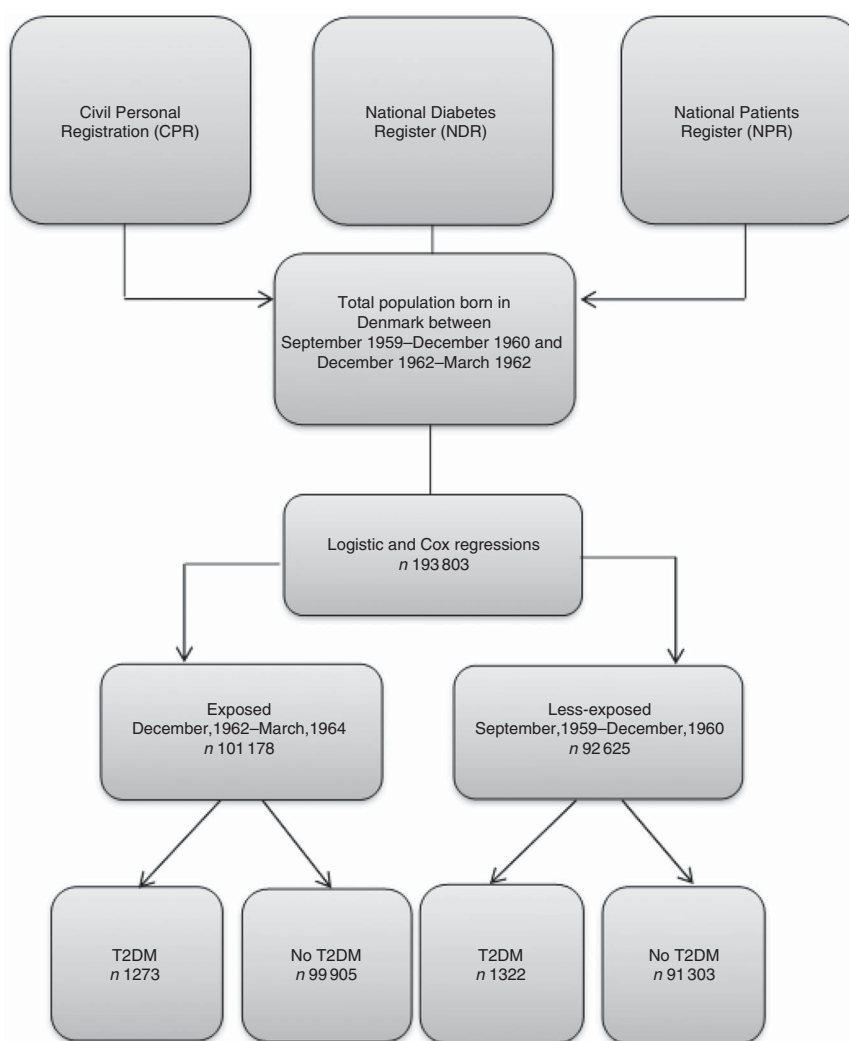 Civil Personal
Registration (CPR)
National Diabetes
Register (NDR)
National Patients
Register (NPR)
Total population born in
Denmark between
September 1959–December 1960 and
December 1962–March 1962
Logistic and Cox regressions
n 193 803
Exposed
December,1962–March,1964
n 101 178
Less-exposed
September,1959–December,1960
n 92 625
T2DM
n 1273
No T2DM
n 99 905
T2DM
n 1322
No T2DM
n 91 303